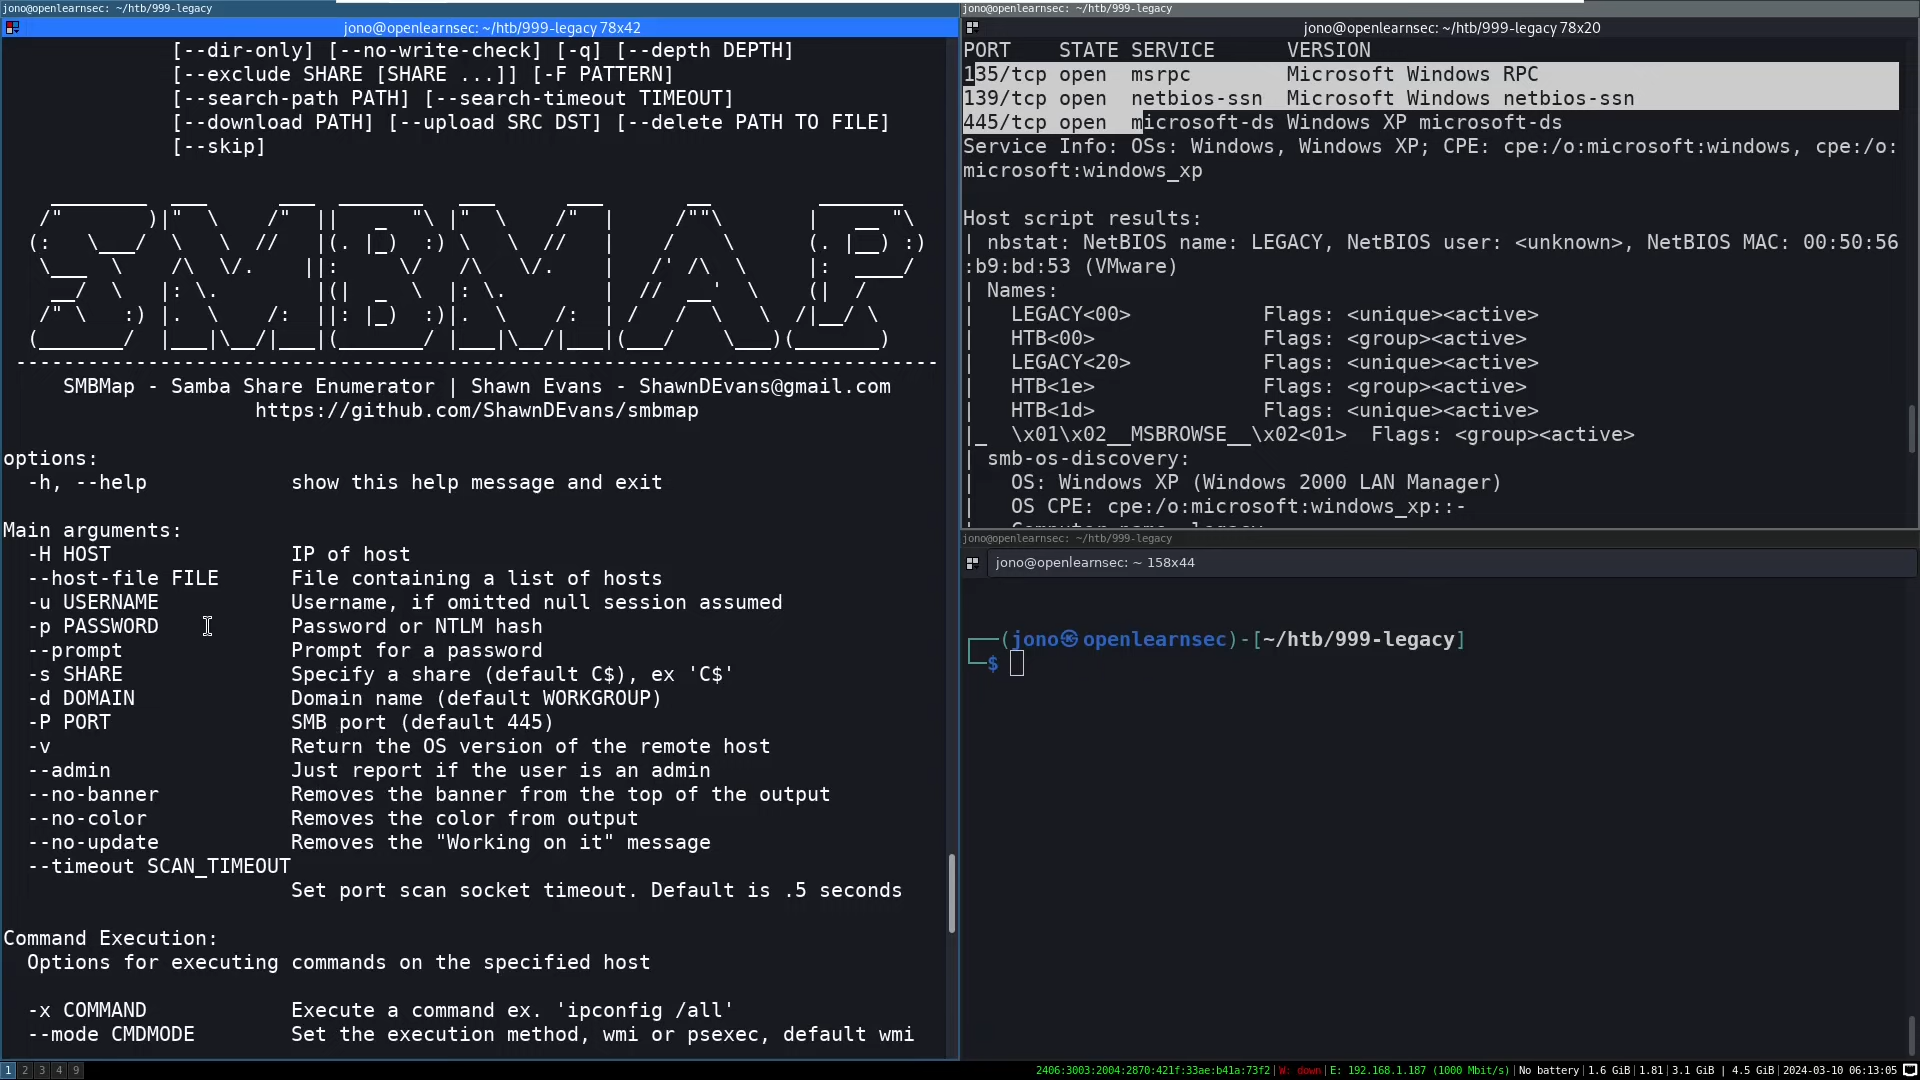 jono@openlearnsec: ~/htb/999-legacy
jono@openlearnsec: ~/htb/999-legacy 78x42
[--dir-only] [--no-write-check] [-q] [--depth DEPTH]
[--exclude SHARE [SHARE ...]] [-F PATTERN]
[--search-path PATH] [--search-timeout TIMEOUT]
[--download PATH] [--upload SRC DST] [--delete PATH TO FILE]
[--skip]
SMBMap - Samba Share Enumerator | Shawn Evans - ShawnDEvans@gmail.com
https://github.com/ShawnDEvans/smbmap
options:
-h, --help show this help message and exit
Main arguments:
-H HOST IP of host
--host-file FILE File containing a list of hosts
-u USERNAME Username, if omitted null session assumed
-p PASSWORD Password or NTLM hash
--prompt Prompt for a password
-s SHARE Specify a share (default C$), ex 'C$'
-d DOMAIN Domain name (default WORKGROUP)
-P PORT SMB port (default 445)
-v Return the OS version of the remote host
--admin Just report if the user is an admin
--no-banner Removes the banner from the top of the output
--no-color Removes the color from output
--no-update Removes the "Working on it" message
--timeout SCAN_TIMEOUT
Set port scan socket timeout. Default is .5 seconds
Command Execution:
Options for executing commands on the specified host
-x COMMAND Execute a command ex. 'ipconfig /all'
--mode CMDMODE Set the execution method, wmi or psexec, default wmi
jono@openlearnsec: ~/htb/999-legacy
jono@openlearnsec: ~/htb/999-legacy 78x20
PORT STATE SERVICE VERSION
135/tcp open msrpc Microsoft Windows RPC
139/tcp open netbios-ssn Microsoft Windows netbios-ssn
445/tcp open microsoft-ds Windows XP microsoft-ds
Service Info: OSs: Windows, Windows XP; CPE: cpe:/o:microsoft:windows, cpe:/o:
microsoft:windows_xp
Host script results:
| nbstat: NetBIOS name: LEGACY, NetBIOS user: <unknown>, NetBIOS MAC: 00:50:56
:b9:bd:53 (VMware)
| Names:
| LEGACY<00> Flags: <unique><active>
| HTB<00> Flags: <group><active>
| LEGACY<20> Flags: <unique><active>
| HTB<1e> Flags: <group><active>
| HTB<1d> Flags: <unique><active>
|_ \x01\x02__MSBROWSE__\x02<01> Flags: <group><active>
| smb-os-discovery:
| OS: Windows XP (Windows 2000 LAN Manager)
| OS CPE: cpe:/o:microsoft:windows_xp::-
| Computer name: legacy
jono@openlearnsec: ~/htb/999-legacy
jono@openlearnsec: ~ 158x44
(jono㉿openlearnsec)-[~/htb/999-legacy]
$
1 2 3 4 9
2406:3003:2004:2870:421f:33ae:b41a:73f2 | W: down | E: 192.168.1.187 (1000 Mbit/s) | No battery | 1.6 GiB | 1.81 | 3.1 GiB | 4.5 GiB | 2024-03-10 06:13:05